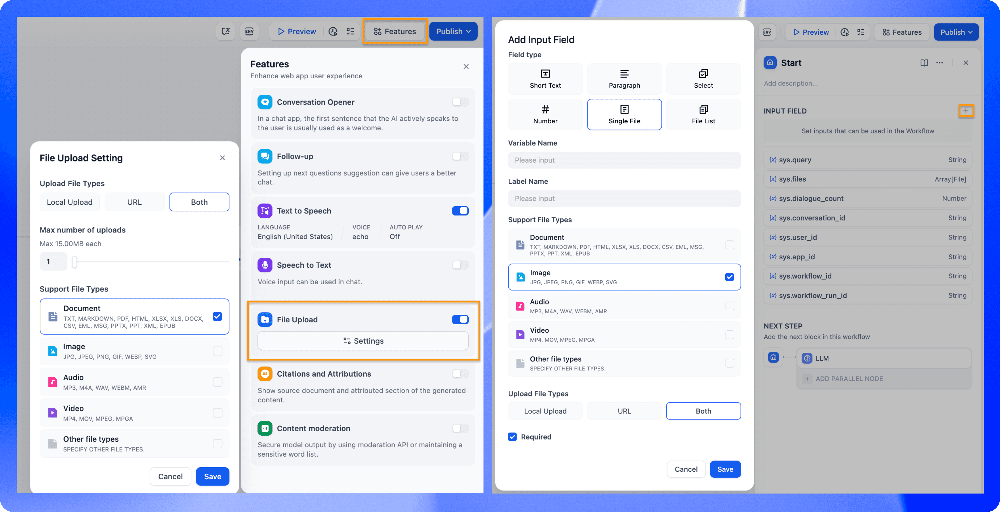 ENV
Preview
Features
Publish
Features
Enhance web app user experience
Conversation Opener
In a chat app, the first sentence that the AI actively speaks to
the user is usually used as a welcome.
Follow-up
Setting up next questions suggestion can give users a better
chat.
Text to Speech
LANGUAGE
English (United States)
VOICE
echo
AUTO PLAY
Off
Speech to Text
Voice input can be used in chat.
File Upload
Settings
Citations and Attributions
Show source document and attributed section of the generated
content.
Content moderation
Secure model output by using moderation API or maintaining a
sensitive word list.
File Upload Setting
Upload File Types
Local Upload
URL
Both
Max number of uploads
Max 15.00MB each
1
Support File Types
Document
TXT, MARKDOWN, PDF, HTML, XLSX, XLS, DOCX,
CSV, EML, MSG, PPTX, PPT, XML, EPUB
Image
JPG, JPEG, PNG, GIF, WEBP, SVG
Audio
MP3, M4A, WAV, WEBM, AMR
Video
MP4, MOV, MPEG, MPGA
Other file types
SPECIFY OTHER FILE TYPES.
Cancel
Save
Add Input Field
Field type
Short Text
Paragraph
Select
Number
Single File
File List
Variable Name
Please input
Label Name
Please input
Support File Types
Document
TXT, MARKDOWN, PDF, HTML, XLSX, XLS, DOCX, CSV, EML, MSG,
PPTX, PPT, XML, EPUB
Image
JPG, JPEG, PNG, GIF, WEBP, SVG
Audio
MP3, M4A, WAV, WEBM, AMR
Video
MP4, MOV, MPEG, MPGA
Other file types
SPECIFY OTHER FILE TYPES.
Upload File Types
Local Upload
URL
Both
Required
Cancel
Save
ENV
Preview
Features
Publish
Start
Add description...
INPUT FIELD
Set inputs that can be used in the Workflow
{x} sys.query String
{x} sys.files Array[File]
{x} sys.dialogue_count Number
{x} sys.conversation_id String
{x} sys.user_id String
{x} sys.app_id String
{x} sys.workflow_id String
{x} sys.workflow_run_id String
NEXT STEP
Add the next block in this workflow
LLM
ADD PARALLEL NODE